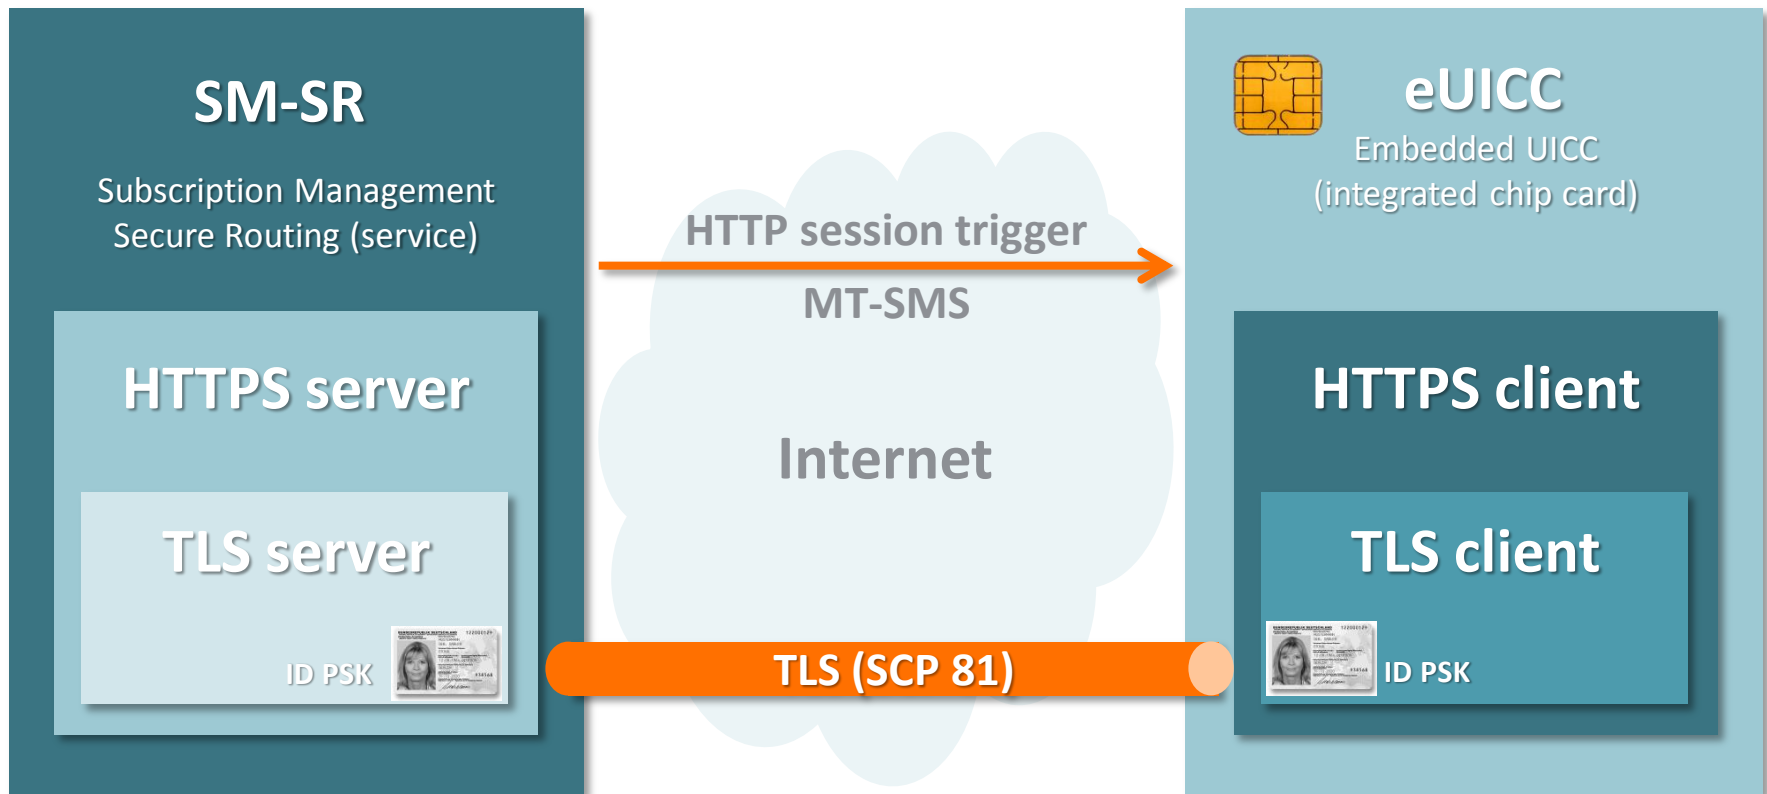 SM-SR
Subscription Management
Secure Routing (service)
HTTPS server
TLS server
ID PSK
HTTP session trigger
MT-SMS
Internet
TLS (SCP 81)
eUICC
Embedded UICC
(integrated chip card)
HTTPS client
TLS client
ID PSK